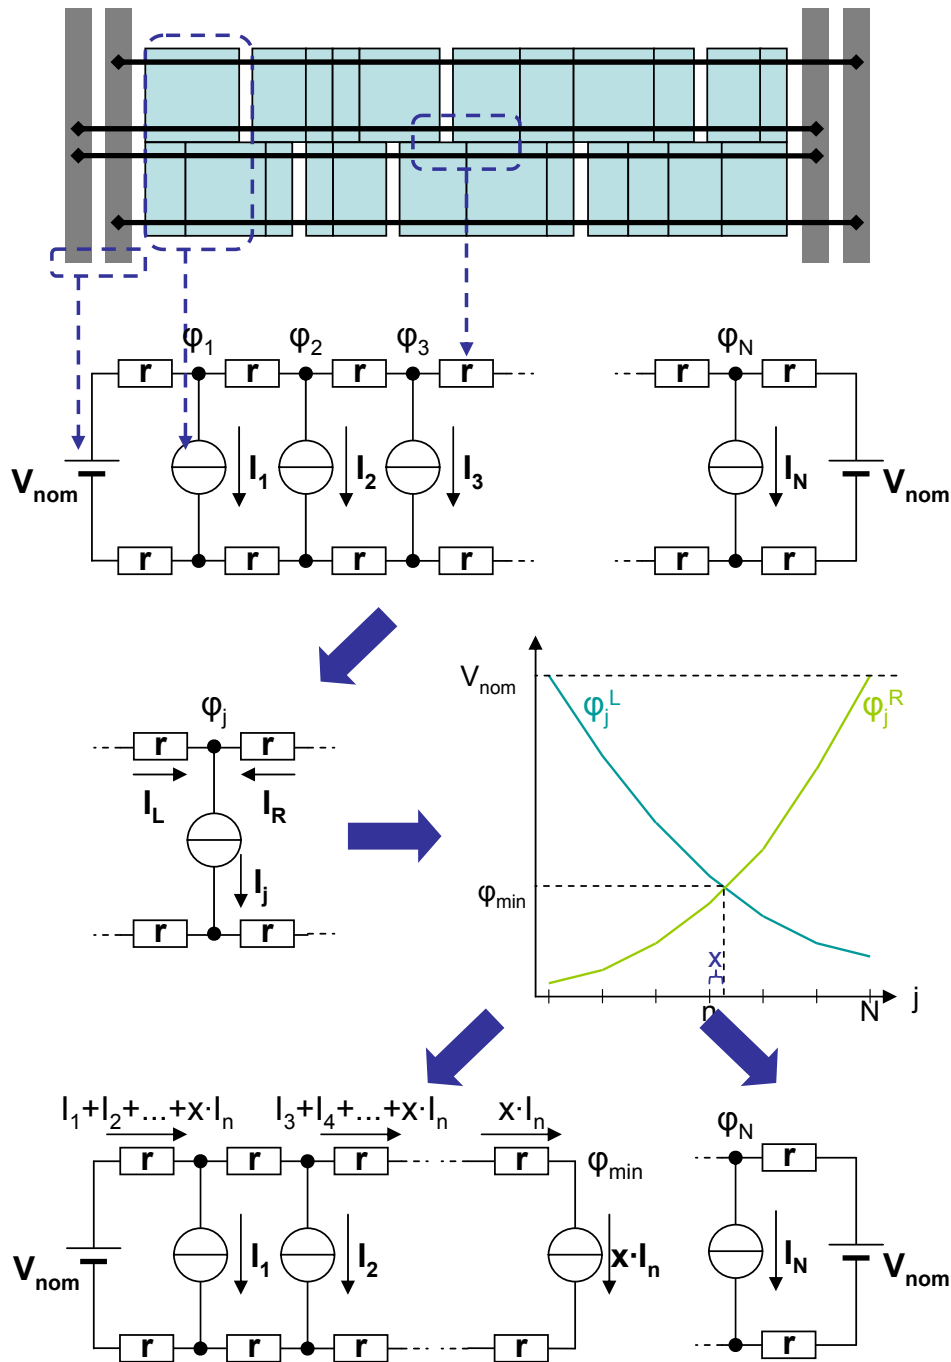 φ1 φ2 φ3 φN
r r r r r r
Vnom I1 I2 I3 IN Vnom
r r r r r r
φj
r r
IL IR
Ij
r r
Vnom
φjL φjR
φmin
x
n N j
I1+I2+...+x·In I3+I4+...+x·In x·In
φN
r r r r r
φmin
Vnom I1 I2 x·In IN Vnom
r r r r r